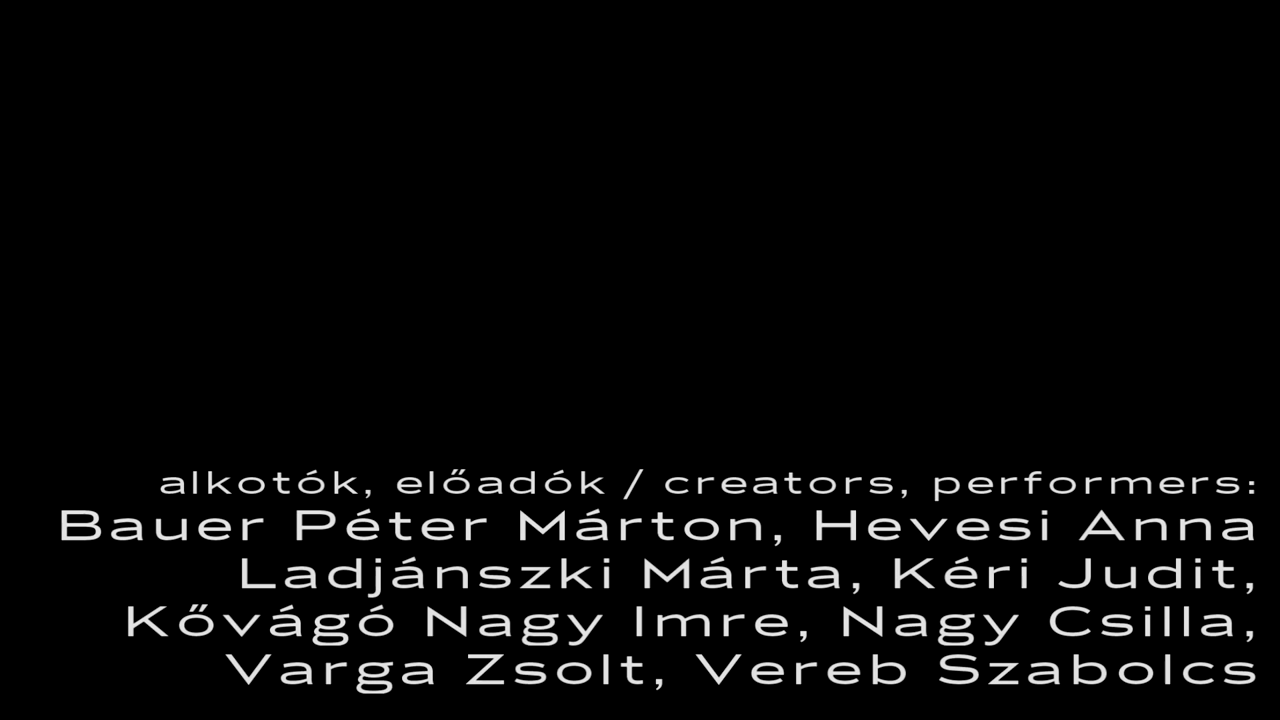 alkotók, előadók / creators, performers:
Bauer Péter Márton, Hevesi Anna
Ladjánszki Márta, Kéri Judit,
Kővágó Nagy Imre, Nagy Csilla,
Varga Zsolt, Vereb Szabolcs